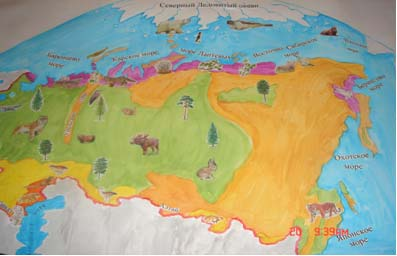 Северный Ледовитый океан
Баренцево
море
Карское
море
море Лаптевых
Восточно-Сибирское
море
Берингово
море
Охотское
море
Японское
море
Алтай
9:39AM